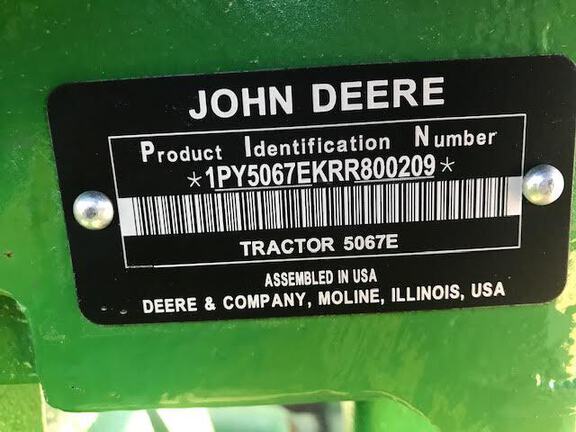 JOHN DEERE
Product Identification Number
*1PY5067EKRR800209*
TRACTOR 5067E
ASSEMBLED IN USA
DEERE & COMPANY, MOLINE, ILLINOIS, USA